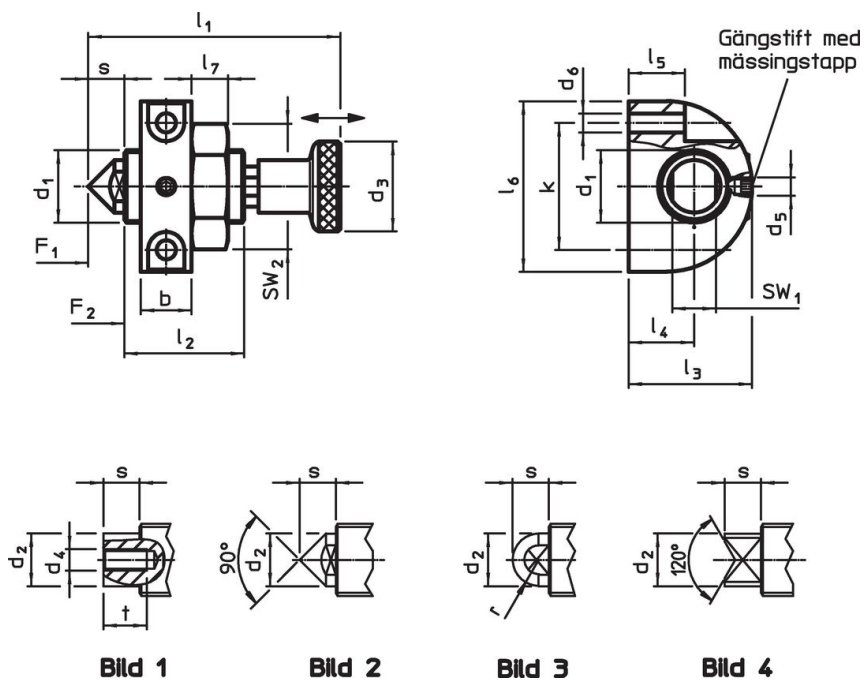 l1
s
l7
d1
d3
F1
F2
b
l2
SW2
Gängstift med
mässingstapp
l5
d6
l6
k
d1
d5
SW1
l4
l3
s
d2
d4
t
Bild 1
s
90°
d2
Bild 2
s
d2
r
Bild 3
s
d2
120°
Bild 4